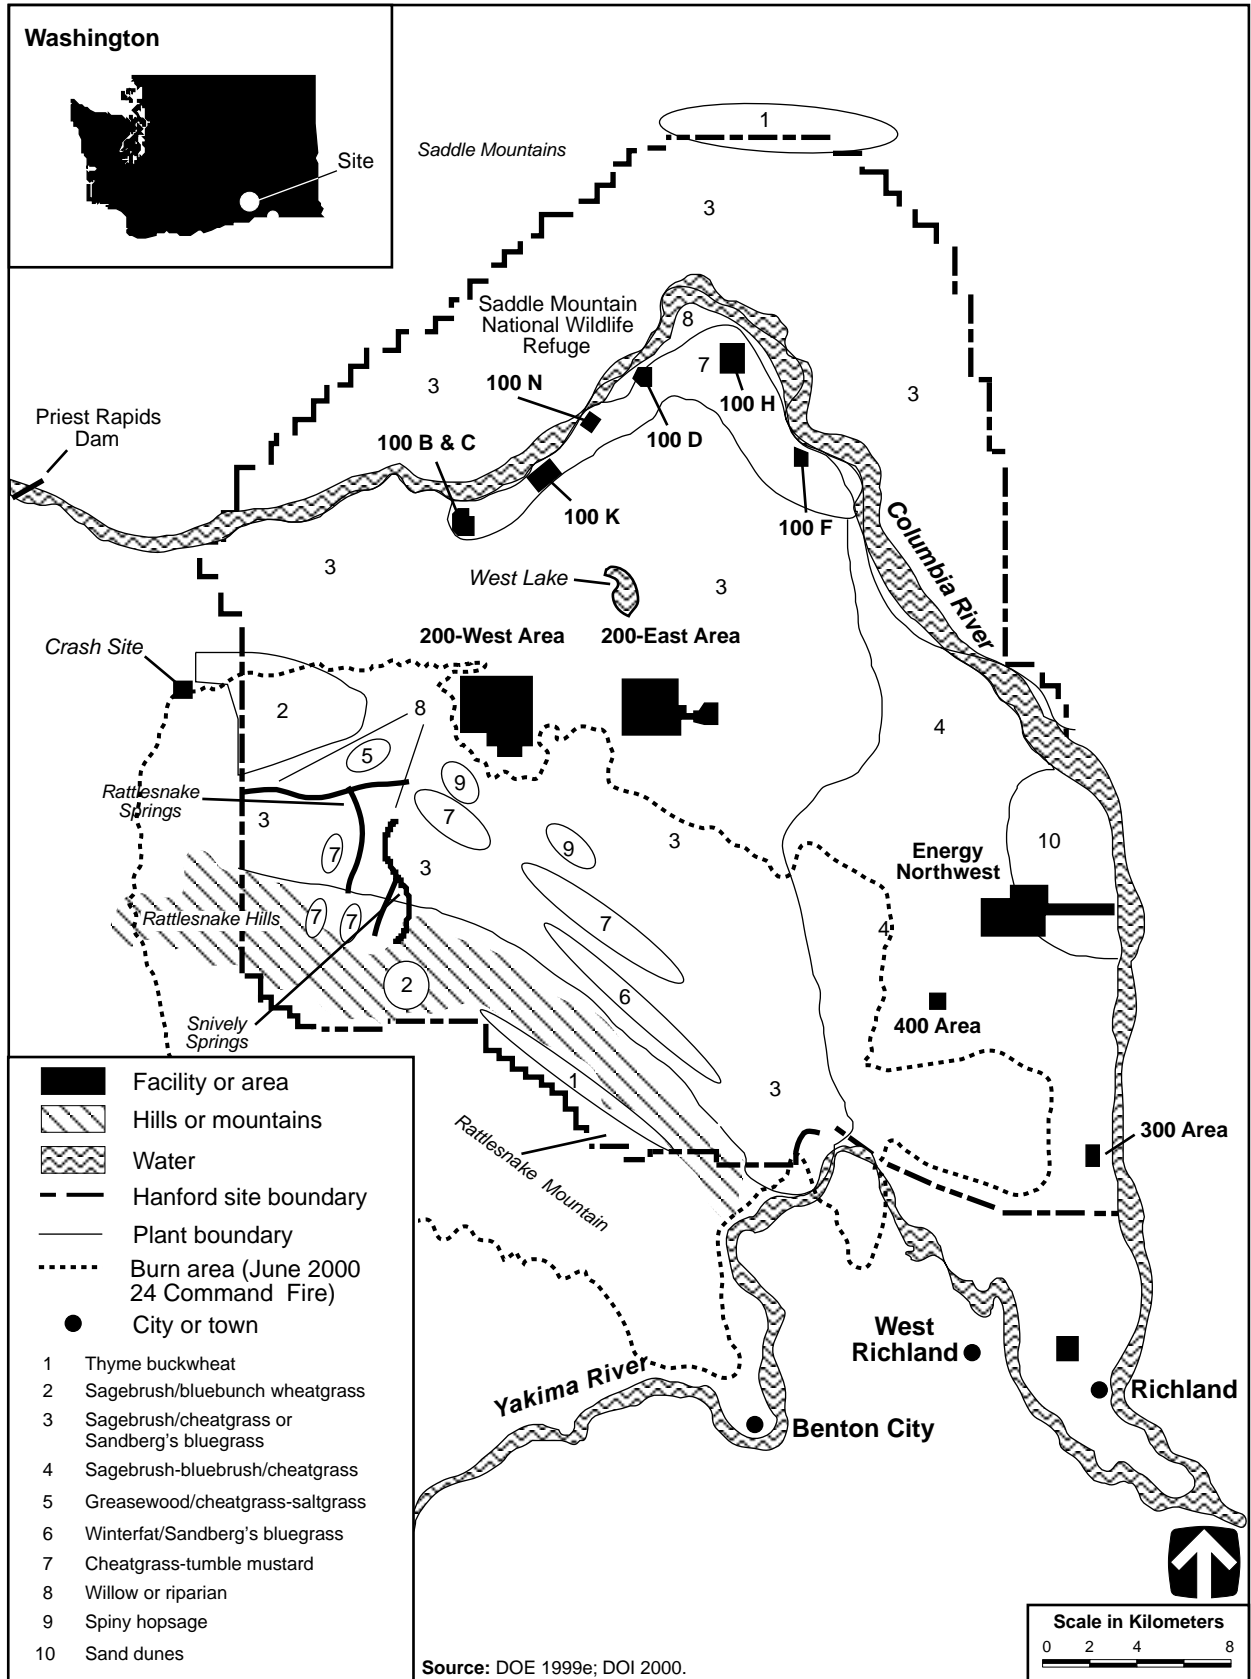 Washington
Site
Saddle Mountains
1
3
Saddle Mountain
National Wildlife
Refuge
8
7
3
3
100 N
100 H
100 D
Priest Rapids
Dam
100 B & C
100 K
100 F
Columbia River
3
West Lake
3
200-West Area
200-East Area
Crash Site
2
8
4
5
9
Rattlesnake
Springs
3
7
7
3
9
3
10
Energy
Northwest
Rattlesnake Hills
7
7
7
4
2
6
400 Area
Snively
Springs
1
3
Rattlesnake Mountain
300 Area
Facility or area
Hills or mountains
Water
Hanford site boundary
Plant boundary
Burn area (June 2000
24 Command Fire)
City or town
1 Thyme buckwheat
2 Sagebrush/bluebunch wheatgrass
3 Sagebrush/cheatgrass or
Sandberg's bluegrass
4 Sagebrush-bluebrush/cheatgrass
5 Greasewood/cheatgrass-saltgrass
6 Winterfat/Sandberg's bluegrass
7 Cheatgrass-tumble mustard
8 Willow or riparian
9 Spiny hopsage
10 Sand dunes
West
Richland
Richland
Yakima River
Benton City
Scale in Kilometers
0 2 4 8
Source: DOE 1999e; DOI 2000.